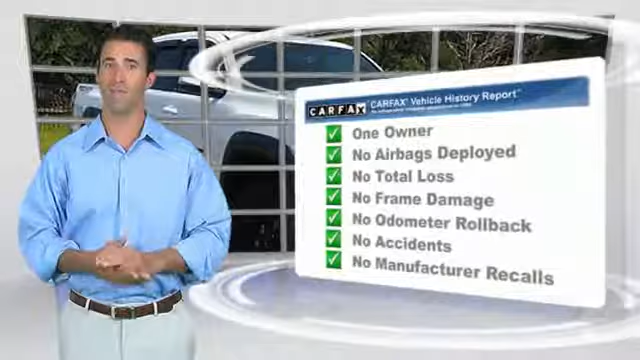 CARFAX CARFAX® Vehicle History Report™
One Owner
No Airbags Deployed
No Total Loss
No Frame Damage
No Odometer Rollback
No Accidents
No Manufacturer Recalls